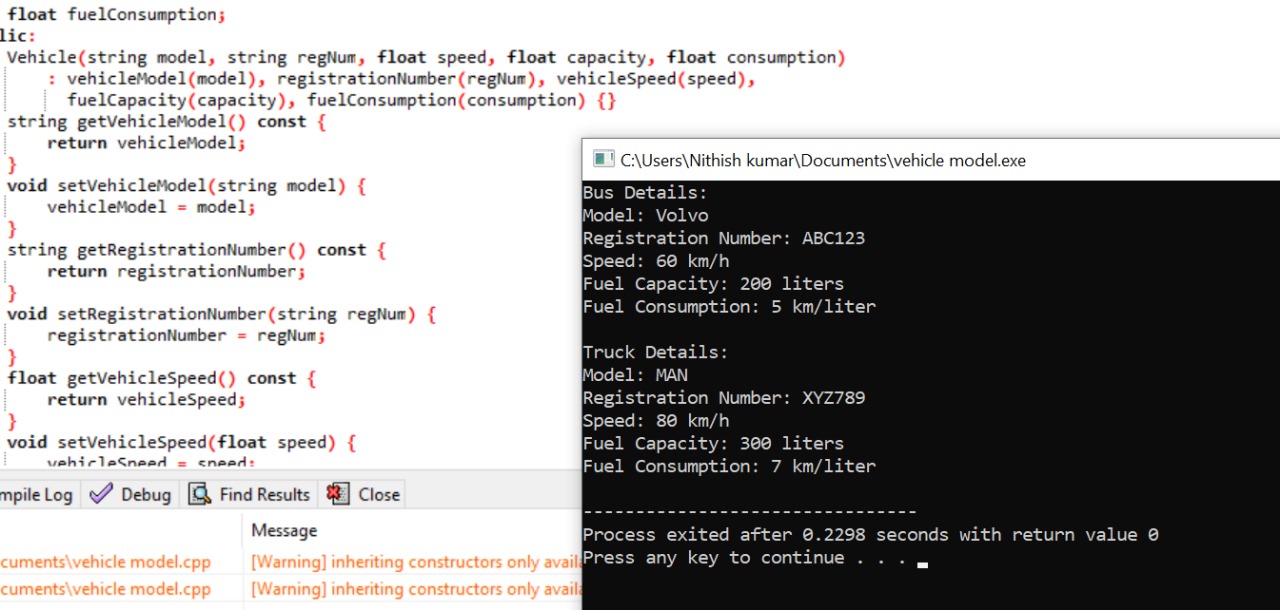 float fuelConsumption;
lic:
Vehicle(string model, string regNum, float speed, float capacity, float consumption)
: vehicleModel(model), registrationNumber(regNum), vehicleSpeed(speed),
fuelCapacity(capacity), fuelConsumption(consumption) {}
string getVehicleModel() const {
return vehicleModel;
}
void setVehicleModel(string model) {
vehicleModel = model;
}
string getRegistrationNumber() const {
return registrationNumber;
}
void setRegistrationNumber(string regNum) {
registrationNumber = regNum;
}
float getVehicleSpeed() const {
return vehicleSpeed;
}
void setVehicleSpeed(float speed) {
vehicleSpeed = speed;
C:\Users\Nithish kumar\Documents\vehicle model.exe
Bus Details:
Model: Volvo
Registration Number: ABC123
Speed: 60 km/h
Fuel Capacity: 200 liters
Fuel Consumption: 5 km/liter
Truck Details:
Model: MAN
Registration Number: XYZ789
Speed: 80 km/h
Fuel Capacity: 300 liters
Fuel Consumption: 7 km/liter
--------------------------------
Process exited after 0.2298 seconds with return value 0
Press any key to continue . . .
mpile Log Debug Find Results Close
Message
cuments\vehicle model.cpp [Warning] inheriting constructors only availa
cuments\vehicle model.cpp [Warning] inheriting constructors only availa